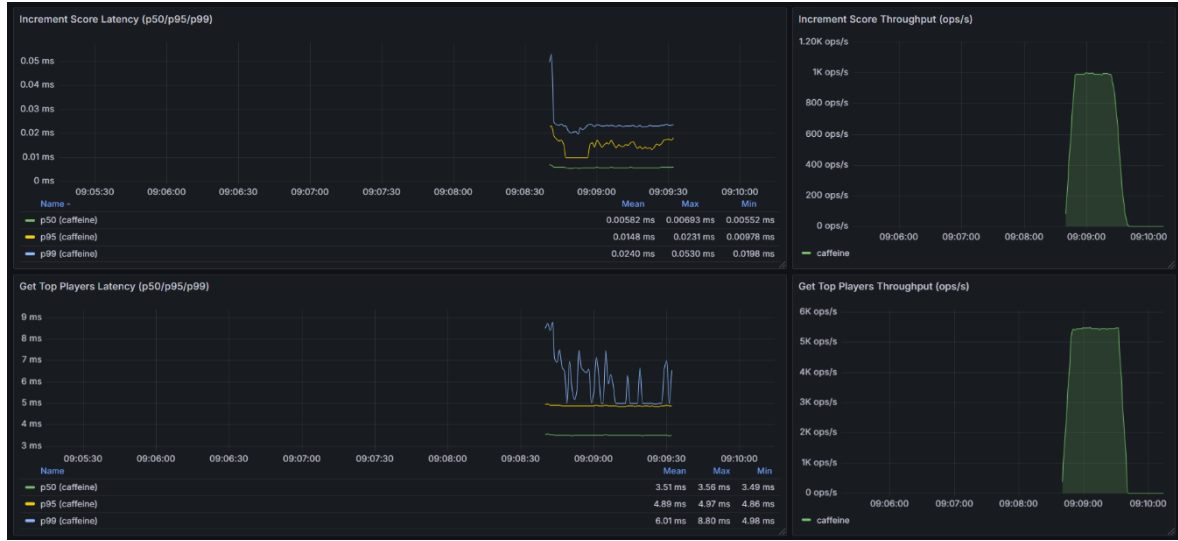 Increment Score Latency (p50/p95/p99)
0.05 ms
0.04 ms
0.03 ms
0.02 ms
0.01 ms
0 ms
09:05:30 09:06:00 09:06:30 09:07:00 09:07:30 09:08:00 09:08:30 09:09:00 09:09:30 09:10:00
Name Mean Max Min
p50 (caffeine) 0.00582 ms 0.00693 ms 0.00552 ms
p95 (caffeine) 0.0148 ms 0.0231 ms 0.00978 ms
p99 (caffeine) 0.0240 ms 0.0530 ms 0.0198 ms
Increment Score Throughput (ops/s)
1.20K ops/s
1K ops/s
800 ops/s
600 ops/s
400 ops/s
200 ops/s
0 ops/s
09:06:00 09:07:00 09:08:00 09:09:00 09:10:00
caffeine
Get Top Players Latency (p50/p95/p99)
9 ms
8 ms
7 ms
6 ms
5 ms
4 ms
3 ms
09:05:30 09:06:00 09:06:30 09:07:00 09:07:30 09:08:00 09:08:30 09:09:00 09:09:30 09:10:00
Name Mean Max Min
p50 (caffeine) 3.51 ms 3.56 ms 3.49 ms
p95 (caffeine) 4.89 ms 4.97 ms 4.86 ms
p99 (caffeine) 6.01 ms 8.80 ms 4.98 ms
Get Top Players Throughput (ops/s)
6K ops/s
5K ops/s
4K ops/s
3K ops/s
2K ops/s
1K ops/s
0 ops/s
09:06:00 09:07:00 09:08:00 09:09:00 09:10:00
caffeine